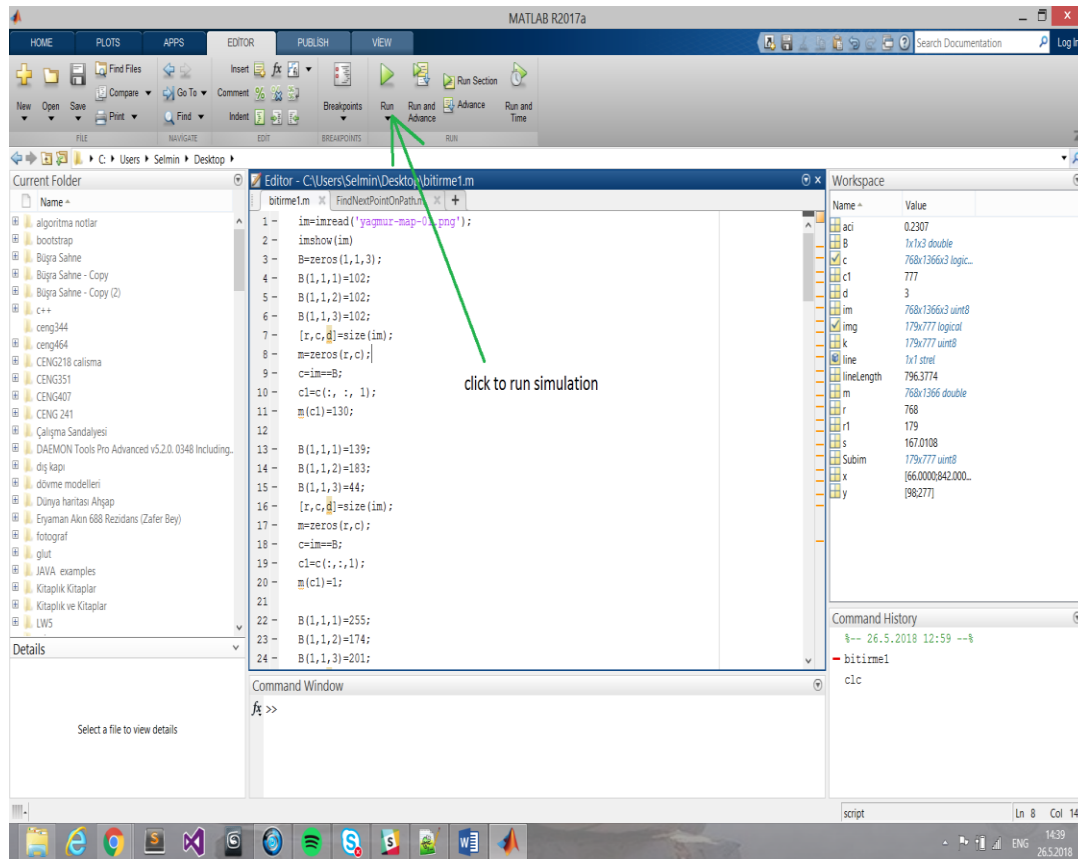 MATLAB R2017a
HOME PLOTS APPS EDITOR PUBLISH VIEW
Search Documentation Log In
New Open Save Find Files Compare Print
Go To Find
Insert fx
Comment
Indent
Breakpoints
Run Run and Advance Run Section Advance Run and Time
FILE NAVIGATE EDIT BREAKPOINTS RUN
C: Users Selmin Desktop
Current Folder
Name
algoritma notlar
bootstrap
Büşra Sahne
Büşra Sahne - Copy
Büşra Sahne - Copy (2)
c++
ceng344
ceng464
CENG218 calisma
CENG351
CENG407
CENG 241
Çalışma Sandalyesi
DAEMON Tools Pro Advanced v5.2.0. 0348 Including..
dış kapı
dövme modelleri
Dünya haritası Ahşap
Eryaman Akın 688 Rezidans (Zafer Bey)
fotograf
glut
JAVA examples
Kitaplık Kitaplar
Kitaplık ve Kitaplar
LW5
Details
Select a file to view details
Editor - C:\Users\Selmin\Desktop\bitirme1.m
bitirme1.m FindNextPointOnPath.m +
1 - im=imread('yagmur-map-01.png');
2 - imshow(im)
3 - B=zeros(1,1,3);
4 - B(1,1,1)=102;
5 - B(1,1,2)=102;
6 - B(1,1,3)=102;
7 - [r,c,d]=size(im);
8 - m=zeros(r,c);
9 - c=im==B;
10 - c1=c(:, :, 1);
11 - m(c1)=130;
12
13 - B(1,1,1)=139;
14 - B(1,1,2)=183;
15 - B(1,1,3)=44;
16 - [r,c,d]=size(im);
17 - m=zeros(r,c);
18 - c=im==B;
19 - c1=c(:,:,1);
20 - m(c1)=1;
21
22 - B(1,1,1)=255;
23 - B(1,1,2)=174;
24 - B(1,1,3)=201;
click to run simulation
Command Window
fx >>
Workspace
Name Value
aci 0.2307
B 1x1x3 double
c 768x1366x3 logic...
c1 777
d 3
im 768x1366x3 uint8
img 179x777 logical
k 179x777 uint8
line 1x1 strel
lineLength 796.3774
m 768x1366 double
r 768
r1 179
s 167.0108
Subim 179x777 uint8
x [66.0000;842.000...
y [98;277]
Command History
%-- 26.5.2018 12:59 --%
bitirme1
clc
script Ln 8 Col 14
ENG 14:39
26.5.2018